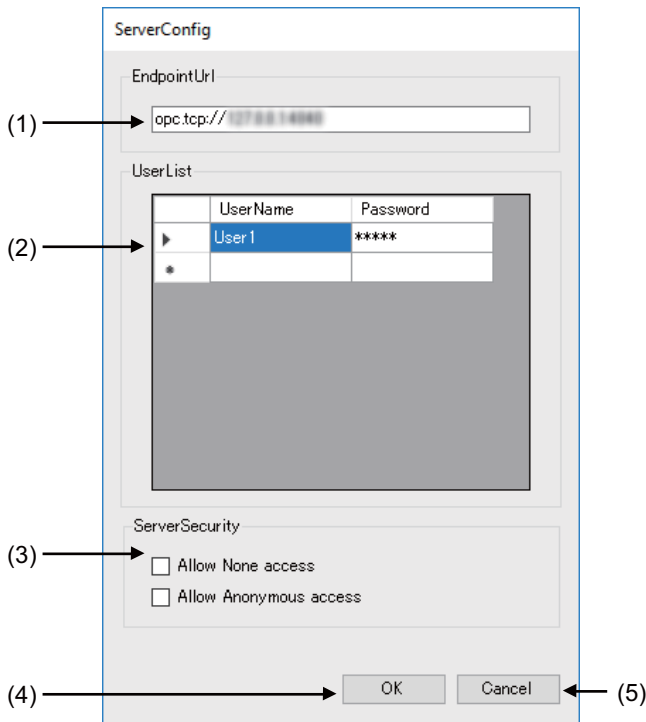 ServerConfig
EndpointUrl
(1)
opc.tcp://
UserList
UserName Password
(2)
User1 *****
ServerSecurity
(3)
Allow None access
Allow Anonymous access
(4)
OK Cancel
(5)